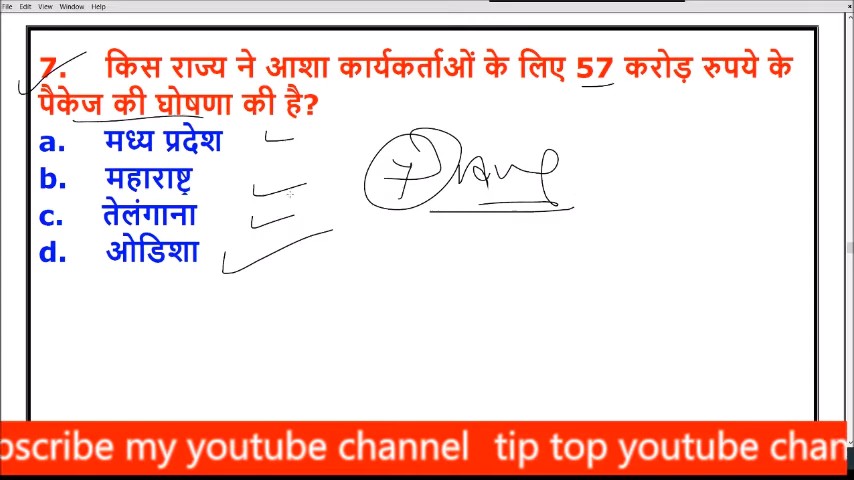 File Edit View Window Help
7. किस राज्य ने आशा कार्यकर्ताओं के लिए 57 करोड़ रुपये के
पैकेज की घोषणा की है?
a. मध्य प्रदेश
b. महाराष्ट्र
c. तेलंगाना
d. ओडिशा
bscribe my youtube channel tip top youtube chan